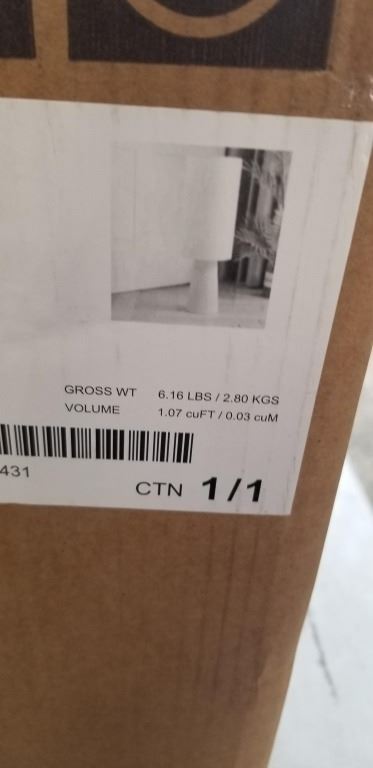 GROSS WT 6.16 LBS / 2.80 KGS
VOLUME 1.07 cuFT / 0.03 cuM
431
CTN 1/1